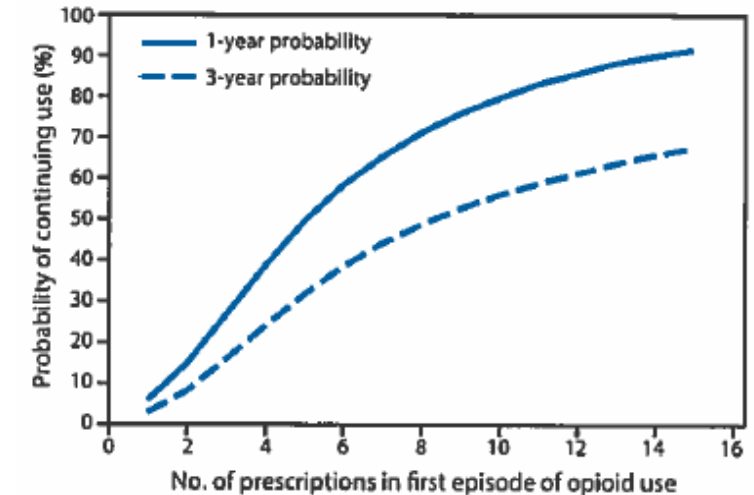 Probability of continuing use (%)
100
90
80
70
60
50
40
30
20
10
0
1-year probability
3-year probability
0 2 4 6 8 10 12 14 16
No. of prescriptions in first episode of opioid use